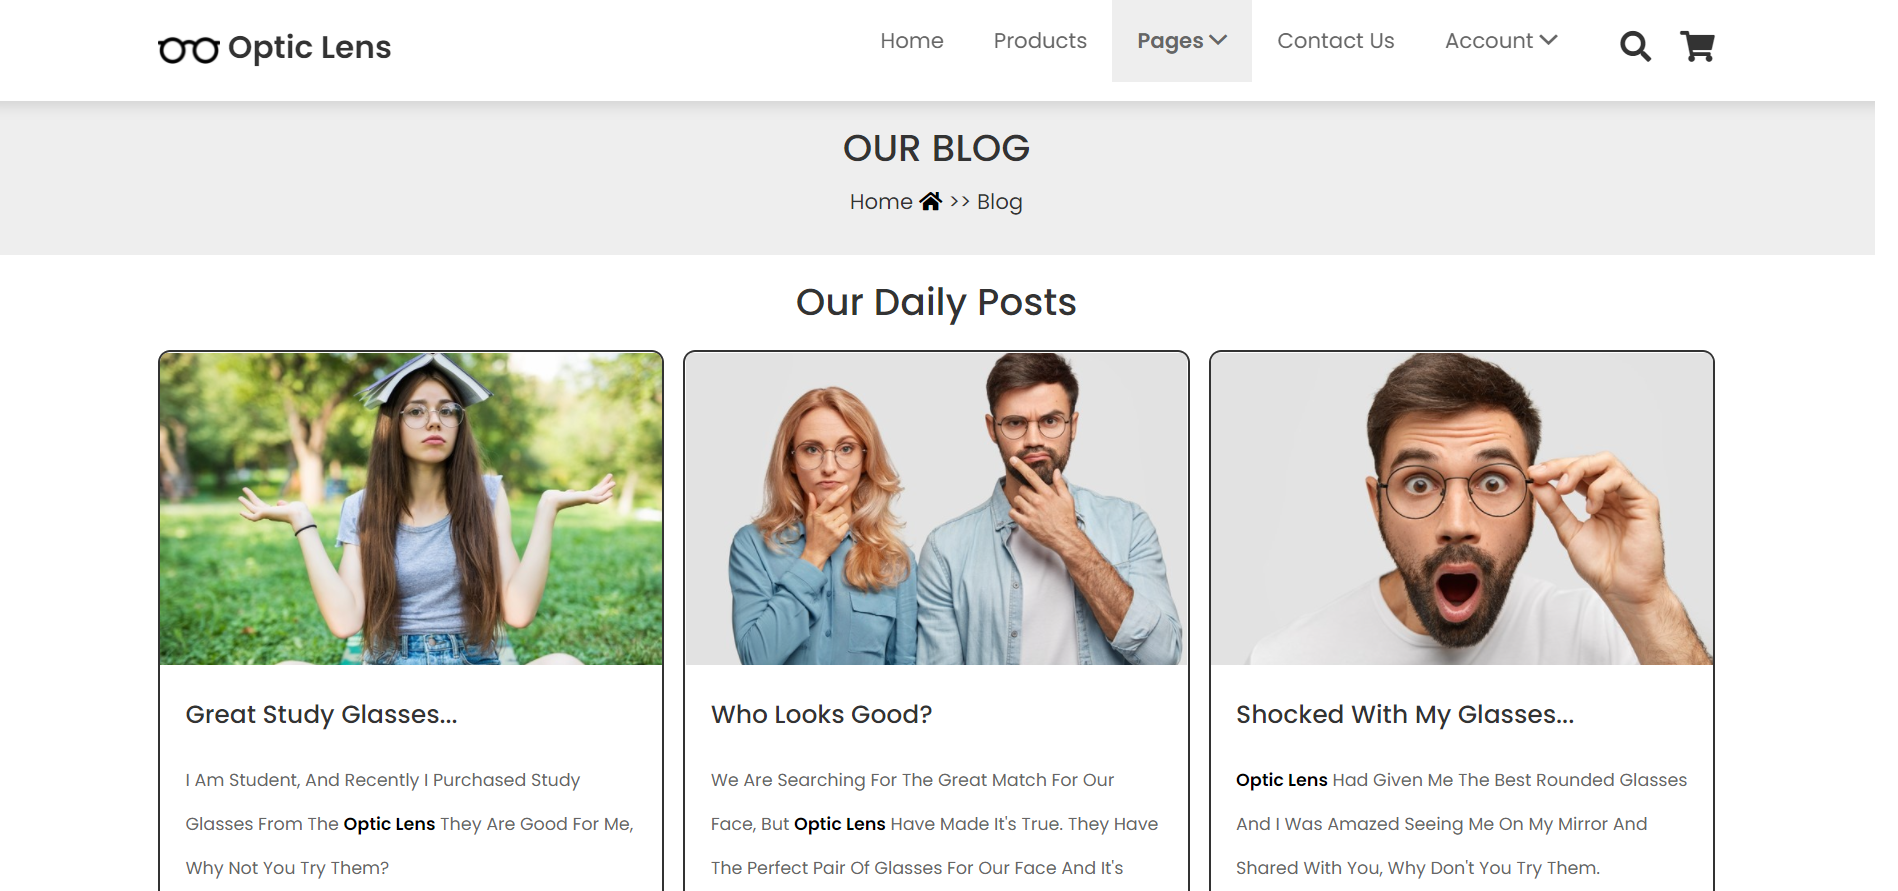 Optic Lens
Home Products Pages Contact Us Account
OUR BLOG
Home >> Blog
Our Daily Posts
Great Study Glasses...
I Am Student, And Recently I Purchased Study
Glasses From The Optic Lens They Are Good For Me,
Why Not You Try Them?
Who Looks Good?
We Are Searching For The Great Match For Our
Face, But Optic Lens Have Made It's True. They Have
The Perfect Pair Of Glasses For Our Face And It's
Shocked With My Glasses...
Optic Lens Had Given Me The Best Rounded Glasses
And I Was Amazed Seeing Me On My Mirror And
Shared With You, Why Don't You Try Them.